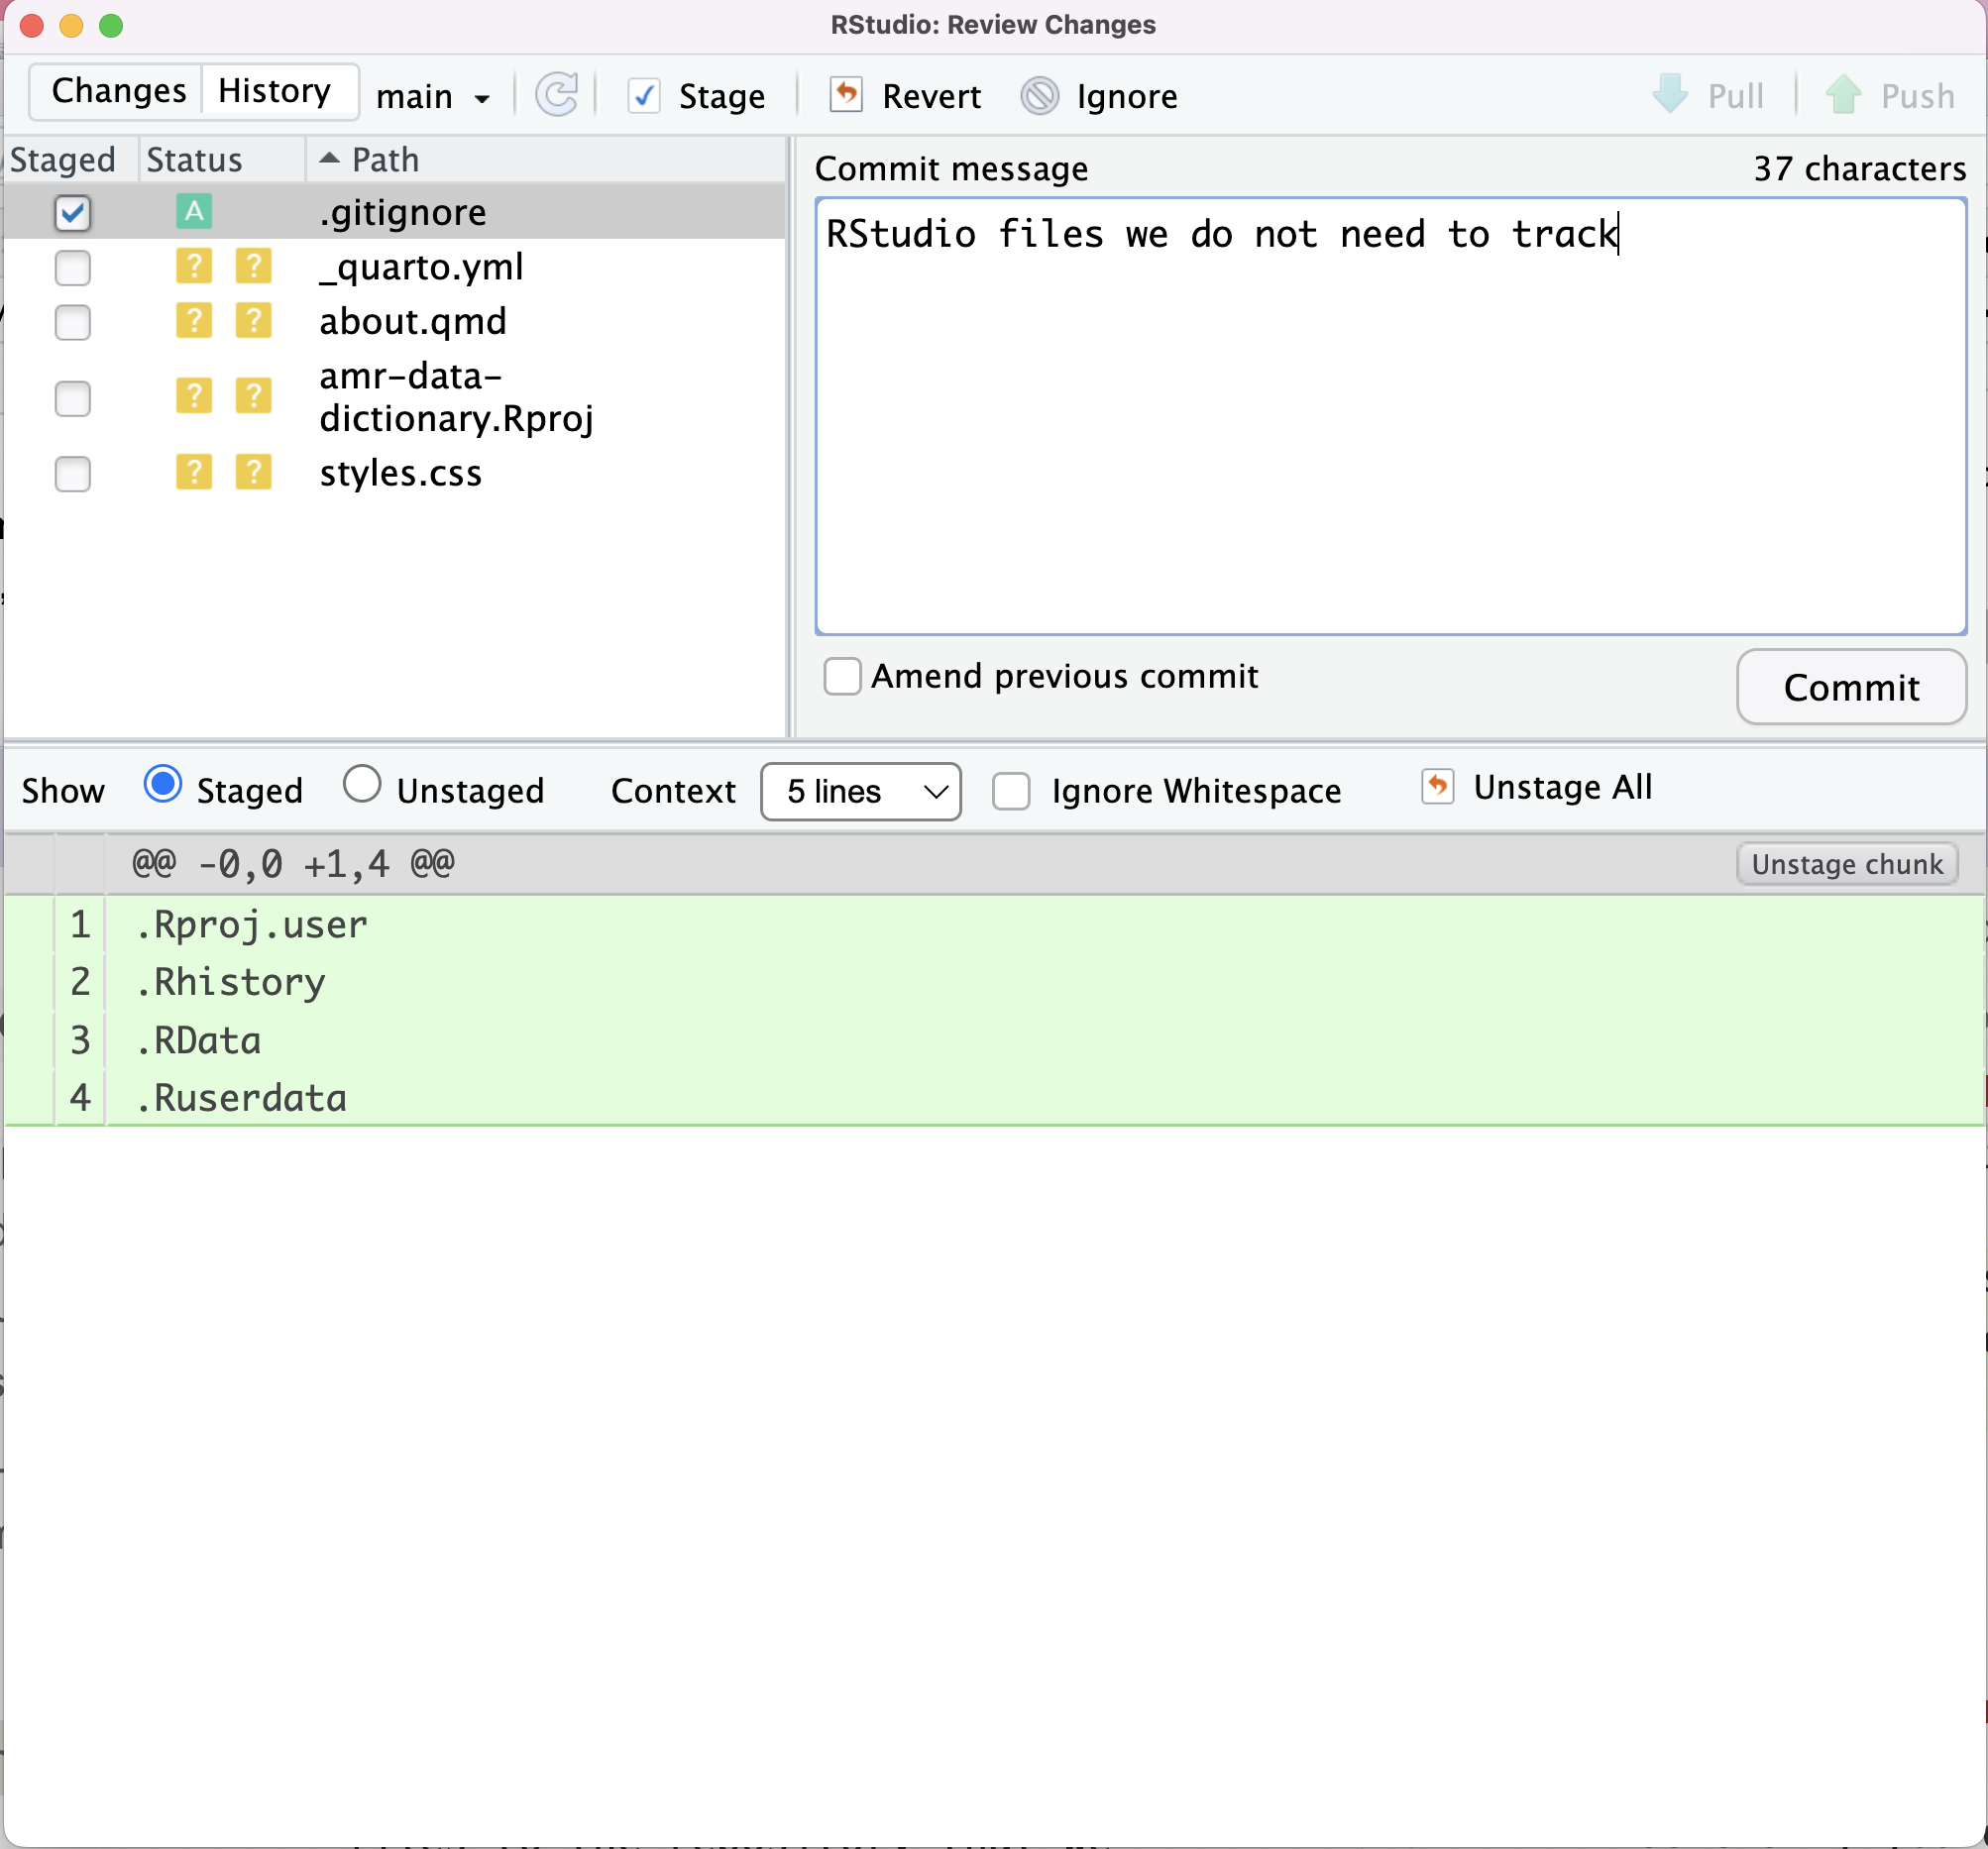 RStudio: Review Changes
Changes History main Stage Revert Ignore Pull Push
Staged Status Path
A .gitignore
? ? _quarto.yml
? ? about.qmd
? ? amr-data-
dictionary.Rproj
? ? styles.css
Commit message 37 characters
RStudio files we do not need to track
Amend previous commit Commit
Show Staged Unstaged Context 5 lines Ignore Whitespace Unstage All
@@ -0,0 +1,4 @@ Unstage chunk
1 .Rproj.user
2 .Rhistory
3 .RData
4 .Ruserdata